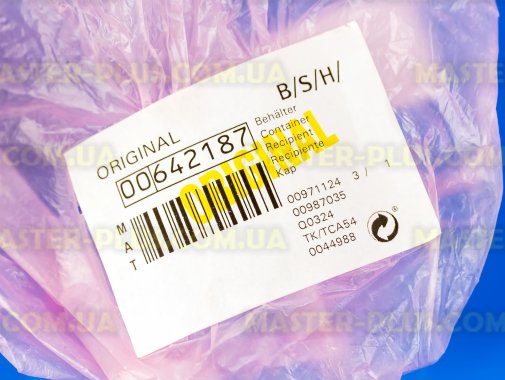 B/S/H/
ORIGINAL
00642187
Behälter
Container
Recipient
Recipiente
Kap
ORIGINAL
MAT
00971124 3 / 1
00987035
Q0324
TK/TCA54
0044988
MASTER-PLUS.COM.UA